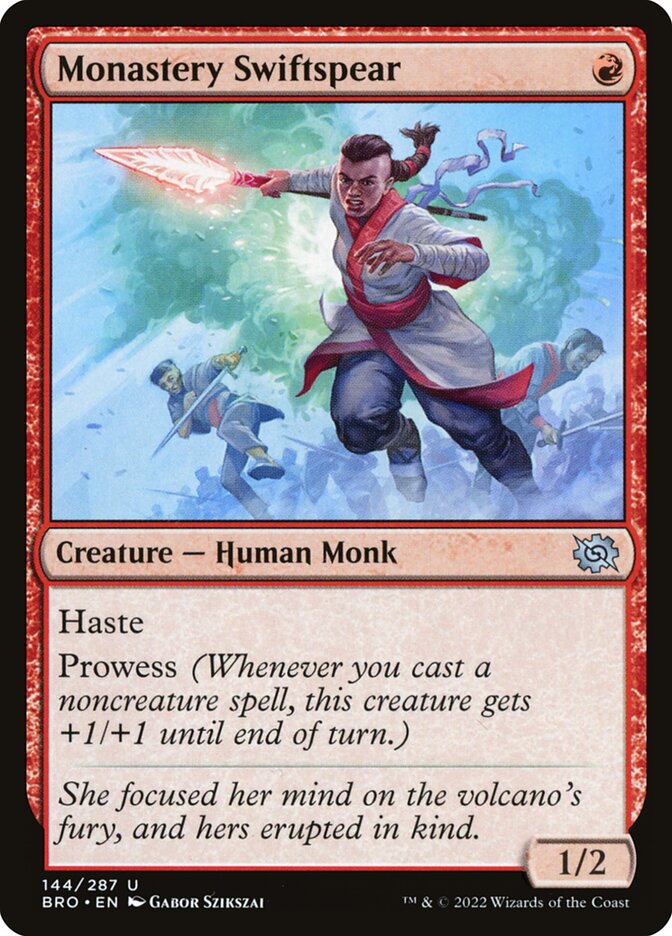 Monastery Swiftspear
Creature — Human Monk
Haste
Prowess (Whenever you cast a
noncreature spell, this creature gets
+1/+1 until end of turn.)
She focused her mind on the volcano's
fury, and hers erupted in kind.
1/2
144/287 U
BRO • EN Gabor Szikszai
™ & © 2022 Wizards of the Coast